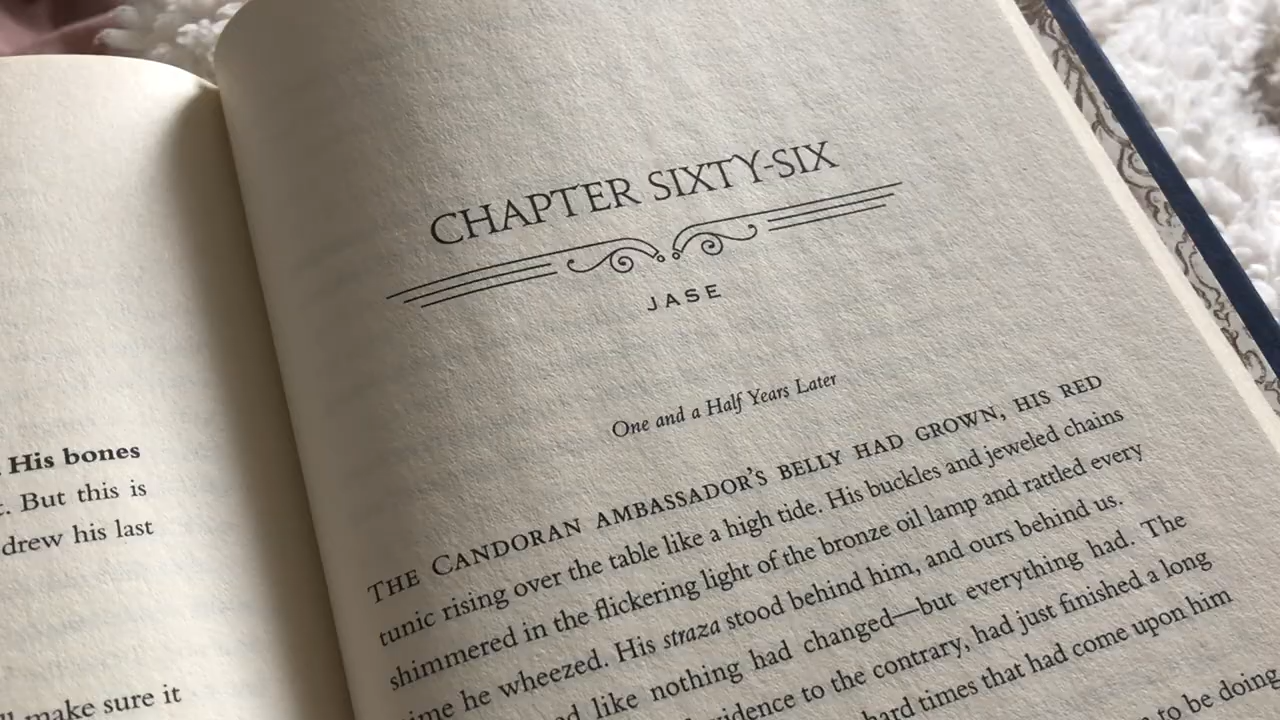 . His bones
. But this is
drew his last
make sure it
CHAPTER SIXTY-SIX
JASE
One and a Half Years Later
THE CANDORAN AMBASSADOR'S BELLY HAD GROWN, HIS RED
tunic rising over the table like a high tide. His buckles and jeweled chains
shimmered in the flickering light of the bronze oil lamp and rattled every
time he wheezed. His straza stood behind him, and ours behind us.
like nothing had changed—but everything had. The
to the contrary, had just finished a long
hard times that had come upon him
to be doing